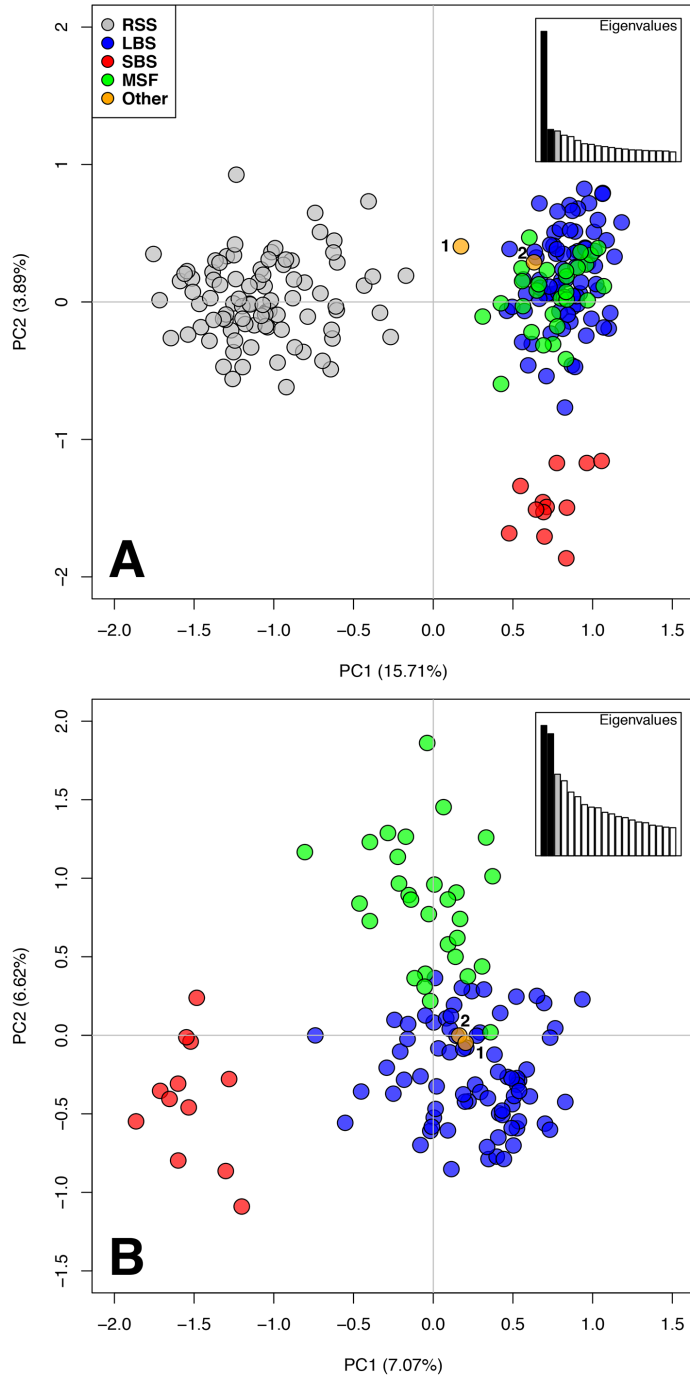 RSS
LBS
SBS
MSF
Other
Eigenvalues
1
2
A
2
1
0
−1
−2
PC2 (3.89%)
−2.0 −1.5 −1.0 −0.5 0.0 0.5 1.0 1.5
PC1 (15.71%)
Eigenvalues
2
1
B
2.0
1.5
1.0
0.5
0.0
−0.5
−1.0
−1.5
PC2 (6.62%)
−2.0 −1.5 −1.0 −0.5 0.0 0.5 1.0 1.5
PC1 (7.07%)